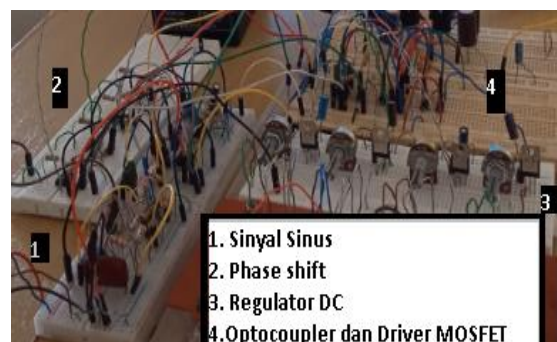 2
4
3
1
1. Sinyal Sinus
2. Phase shift
3. Regulator DC
4.Optocoupler dan Driver MOSFET